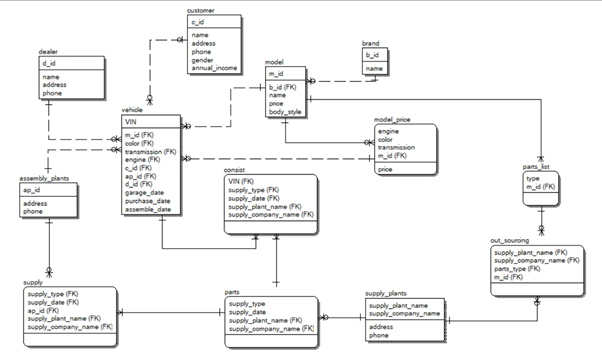 customer
c_id
name
address
phone
gender
annual_income
dealer
d_id
name
address
phone
model
m_id
b_id (FK)
name
price
body_style
brand
b_id
name
vehicle
VIN
m_id (FK)
color (FK)
transmission (FK)
engine (FK)
c_id (FK)
ap_id (FK)
d_id (FK)
garage_date
purchase_date
assemble_date
model_price
engine
color
transmission
m_id (FK)
price
assembly_plants
ap_id
address
phone
consist
VIN (FK)
supply_type (FK)
supply_date (FK)
supply_plant_name (FK)
supply_company_name (FK)
parts_list
type
m_id (FK)
out_sourcing
supply_plant_name (FK)
supply_company_name (FK)
parts_type (FK)
m_id (FK)
supply
supply_type (FK)
supply_date (FK)
ap_id (FK)
supply_plant_name (FK)
supply_company_name (FK)
parts
supply_type
supply_date
supply_plant_name (FK)
supply_company_name (FK)
supply_plants
supply_plant_name
supply_company_name
address
phone